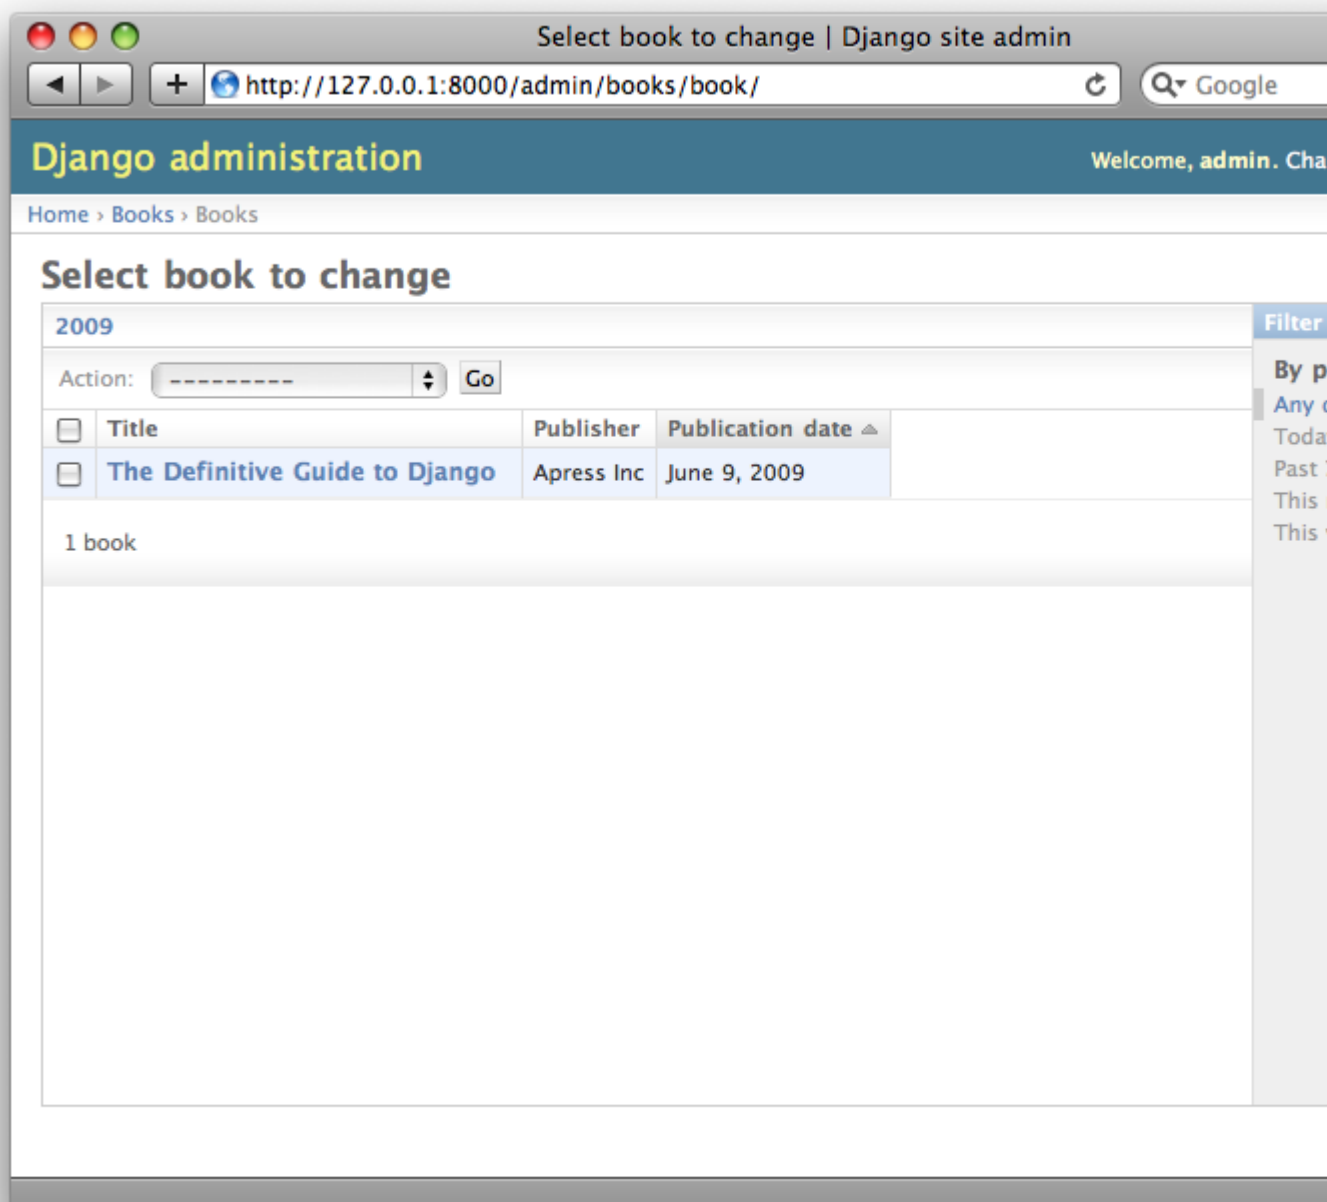 Select book to change | Django site admin
http://127.0.0.1:8000/admin/books/book/
Google
Django administration
Welcome, admin. Cha
Home › Books › Books
Select book to change
2009
Filter
Action: --------- Go
By p
Any
Title Publisher Publication date
Toda
The Definitive Guide to Django Apress Inc June 9, 2009
Past
This
This
1 book